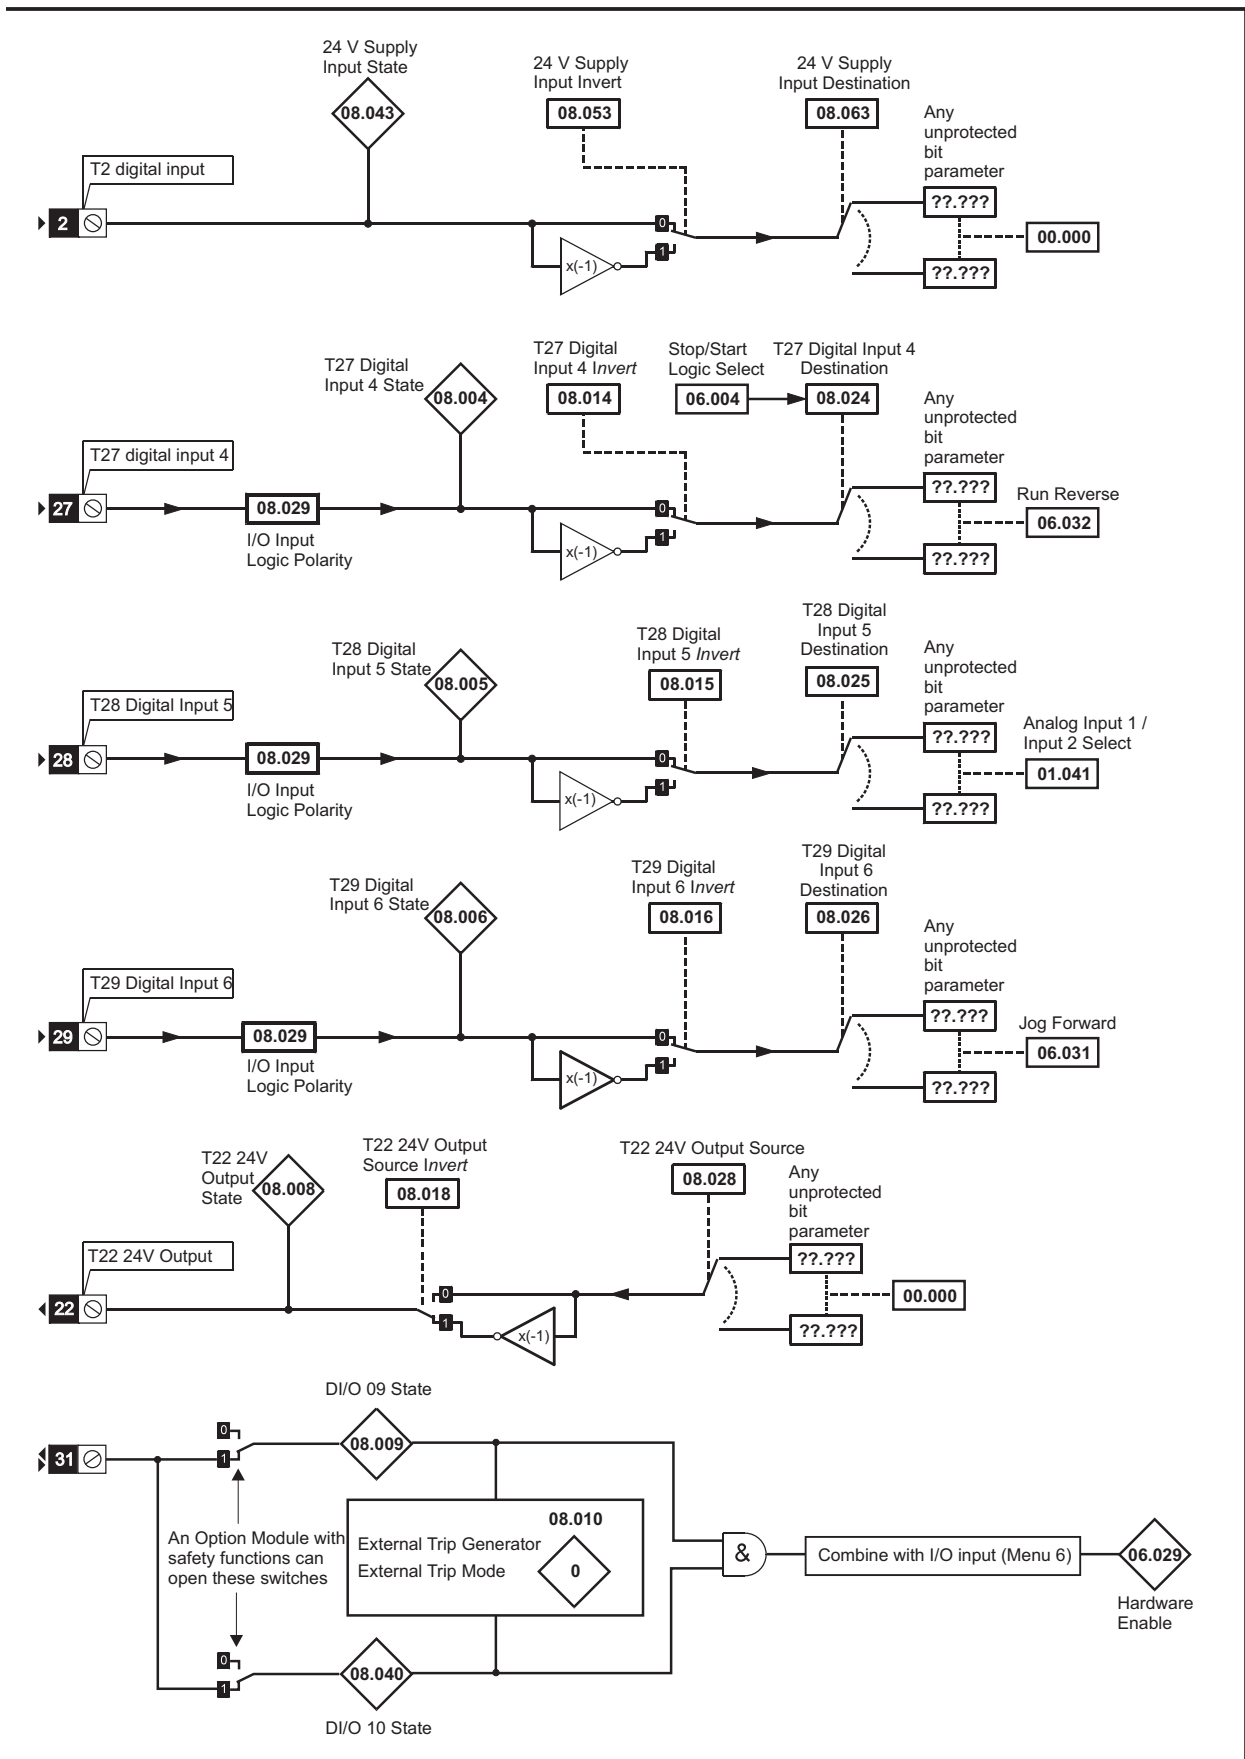 24 V Supply
Input State
08.043
24 V Supply
Input Invert
08.053
24 V Supply
Input Destination
08.063
Any
unprotected
bit
parameter
T2 digital input
2
0
1
x(-1)
??.???
00.000
??.???
T27 Digital
Input 4 State
08.004
T27 Digital
Input 4 Invert
08.014
Stop/Start
Logic Select
06.004
T27 Digital Input 4
Destination
08.024
Any
unprotected
bit
parameter
T27 digital input 4
27
08.029
I/O Input
Logic Polarity
0
1
x(-1)
??.???
Run Reverse
06.032
??.???
T28 Digital
Input 5 State
08.005
T28 Digital
Input 5 Invert
08.015
T28 Digital
Input 5
Destination
08.025
Any
unprotected
bit
parameter
T28 Digital Input 5
28
08.029
I/O Input
Logic Polarity
0
1
x(-1)
??.???
Analog Input 1 /
Input 2 Select
01.041
??.???
T29 Digital
Input 6 State
08.006
T29 Digital
Input 6 Invert
08.016
T29 Digital
Input 6
Destination
08.026
Any
unprotected
bit
parameter
T29 Digital Input 6
29
08.029
I/O Input
Logic Polarity
0
1
x(-1)
??.???
Jog Forward
06.031
??.???
T22 24V
Output
State
08.008
T22 24V Output
Source Invert
08.018
T22 24V Output Source
08.028
Any
unprotected
bit
parameter
T22 24V Output
22
0
1
x(-1)
??.???
00.000
??.???
DI/O 09 State
31
0
1
08.009
An Option Module with
safety functions can
open these switches
08.010
External Trip Generator
External Trip Mode
0
&
Combine with I/O input (Menu 6)
06.029
Hardware
Enable
0
1
08.040
DI/O 10 State